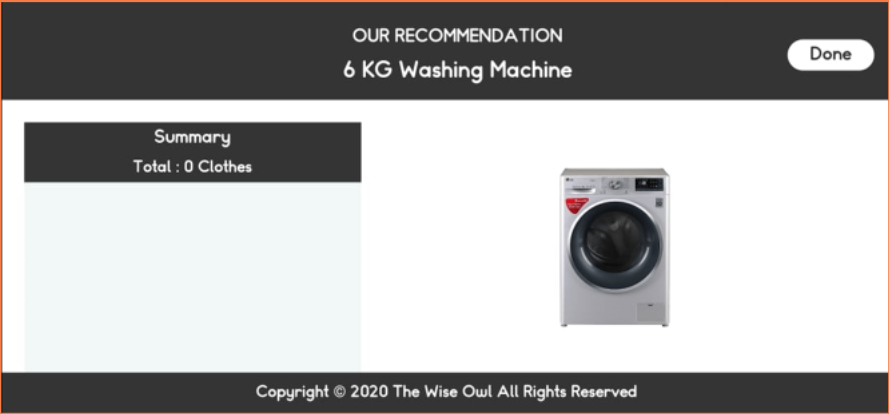 OUR RECOMMENDATION
6 KG Washing Machine
Done
Summary
Total : 0 Clothes
LG
Copyright © 2020 The Wise Owl All Rights Reserved